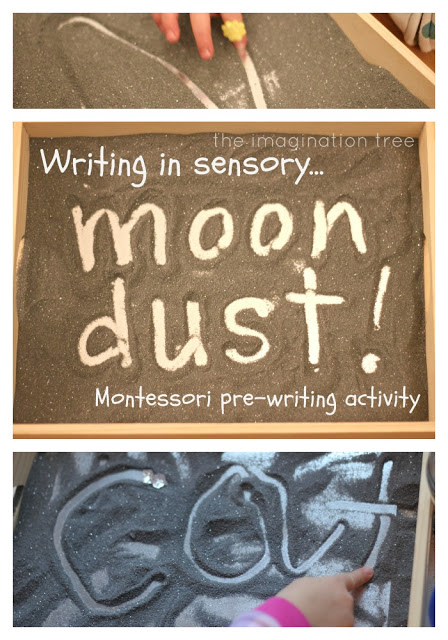 the imagination tree
Writing in sensory...
moon
dust!
Montessori pre-writing activity
cat